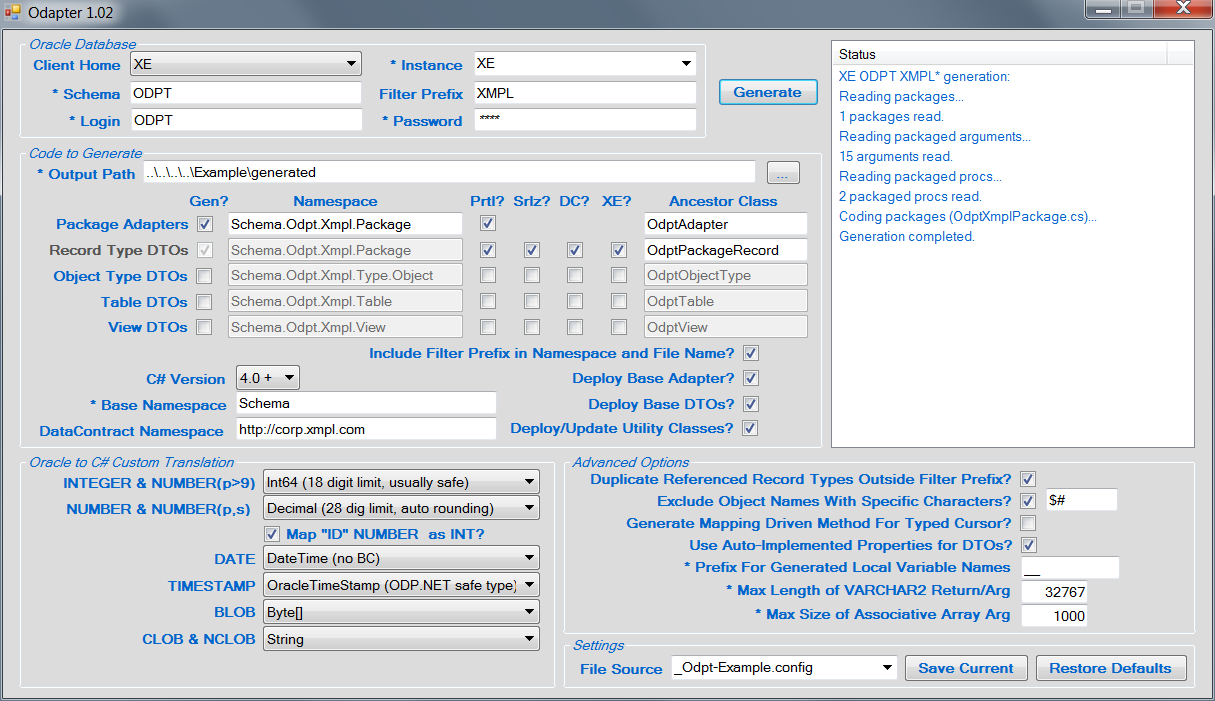 Odapter 1.02
Oracle Database
Client Home XE * Instance XE
* Schema ODPT Filter Prefix XMPL
* Login ODPT * Password ****
Generate
Code to Generate
* Output Path ..\..\..\..\Example\generated ...
Gen? Namespace Prtl? Srlz? DC? XE? Ancestor Class
Package Adapters Schema.Odpt.Xmpl.Package OdptAdapter
Record Type DTOs Schema.Odpt.Xmpl.Package OdptPackageRecord
Object Type DTOs Schema.Odpt.Xmpl.Type.Object OdptObjectType
Table DTOs Schema.Odpt.Xmpl.Table OdptTable
View DTOs Schema.Odpt.Xmpl.View OdptView
Include Filter Prefix in Namespace and File Name?
C# Version 4.0 + Deploy Base Adapter?
* Base Namespace Schema Deploy Base DTOs?
DataContract Namespace http://corp.xmpl.com Deploy/Update Utility Classes?
Status
XE ODPT XMPL* generation:
Reading packages...
1 packages read.
Reading packaged arguments...
15 arguments read.
Reading packaged procs...
2 packaged procs read.
Coding packages (OdptXmplPackage.cs)...
Generation completed.
Oracle to C# Custom Translation
INTEGER & NUMBER(p>9) Int64 (18 digit limit, usually safe)
NUMBER & NUMBER(p,s) Decimal (28 dig limit, auto rounding)
Map "ID" NUMBER as INT?
DATE DateTime (no BC)
TIMESTAMP OracleTimeStamp (ODP.NET safe type)
BLOB Byte[]
CLOB & NCLOB String
Advanced Options
Duplicate Referenced Record Types Outside Filter Prefix?
Exclude Object Names With Specific Characters? $#
Generate Mapping Driven Method For Typed Cursor?
Use Auto-Implemented Properties for DTOs?
* Prefix For Generated Local Variable Names __
* Max Length of VARCHAR2 Return/Arg 32767
* Max Size of Associative Array Arg 1000
Settings
File Source _Odpt-Example.config Save Current Restore Defaults